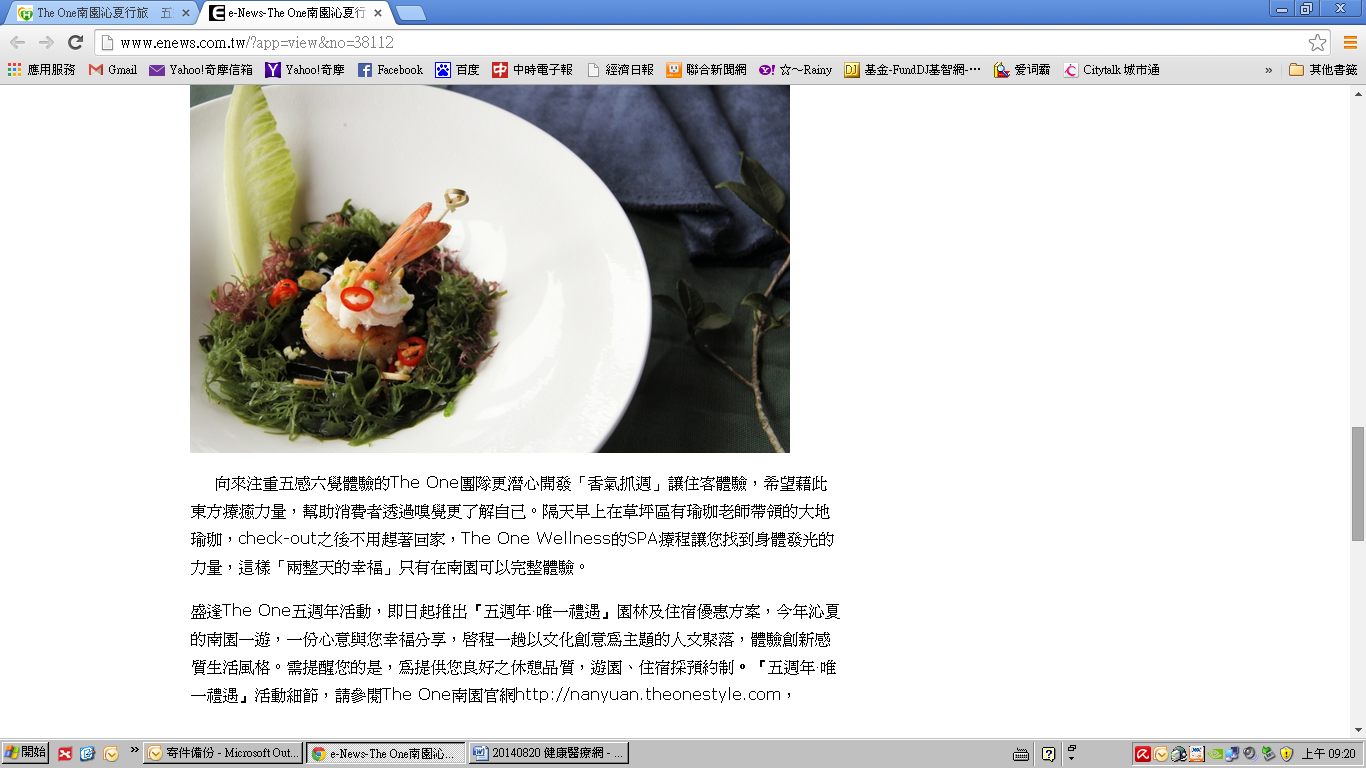 The One南園沁夏行旅 五
e-News-The One南園沁夏行
www.enews.com.tw/?app=view&no=38112
應用服務 Gmail Yahoo!奇摩信箱 Yahoo!奇摩 Facebook 百度 中時電子報 經濟日報 聯合新聞網 ☆～Rainy 基金-FundDJ基智網-… 爱词霸 Citytalk 城市通 » 其他書籤
向來注重五感六覺體驗的The One團隊更潛心開發「香氣抓週」讓住客體驗，希望藉此
東方療癒力量，幫助消費者透過嗅覺更了解自己。隔天早上在草坪區有瑜珈老師帶領的大地
瑜珈，check-out之後不用趕著回家，The One Wellness的SPA療程讓您找到身體發光的
力量，這樣「兩整天的幸福」只有在南園可以完整體驗。
盛逢The One五週年活動，即日起推出『五週年‧唯一禮遇』園林及住宿優惠方案，今年沁夏
的南園一遊，一份心意與您幸福分享，啓程一趟以文化創意為主題的人文聚落，體驗創新感
質生活風格。需提醒您的是，為提供您良好之休憩品質，遊園、住宿採預約制。『五週年‧唯
一禮遇』活動細節，請參閱The One南園官網http://nanyuan.theonestyle.com，
開始 » 寄件備份 - Microsoft Out... e-News-The One南園沁... 20140820 健康醫療網 - ... 上午 09:20